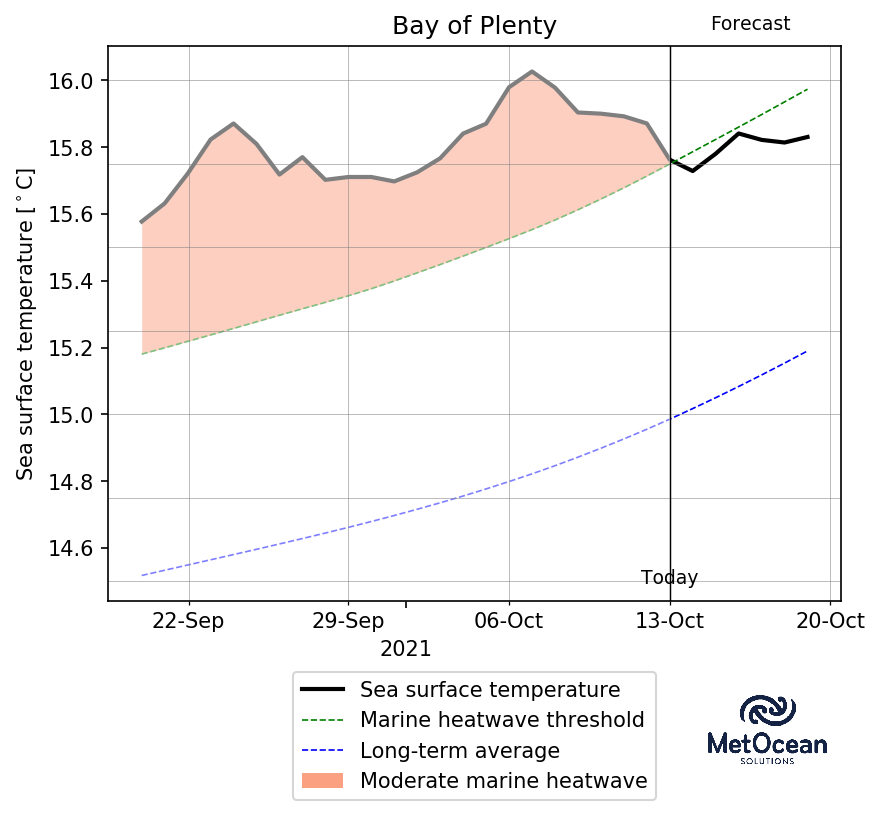 Bay of Plenty
Forecast
Sea surface temperature [°C]
16.0
15.8
15.6
15.4
15.2
15.0
14.8
14.6
Today
22-Sep 29-Sep 06-Oct 13-Oct 20-Oct
2021
Sea surface temperature
Marine heatwave threshold
Long-term average
Moderate marine heatwave
MetOcean
SOLUTIONS